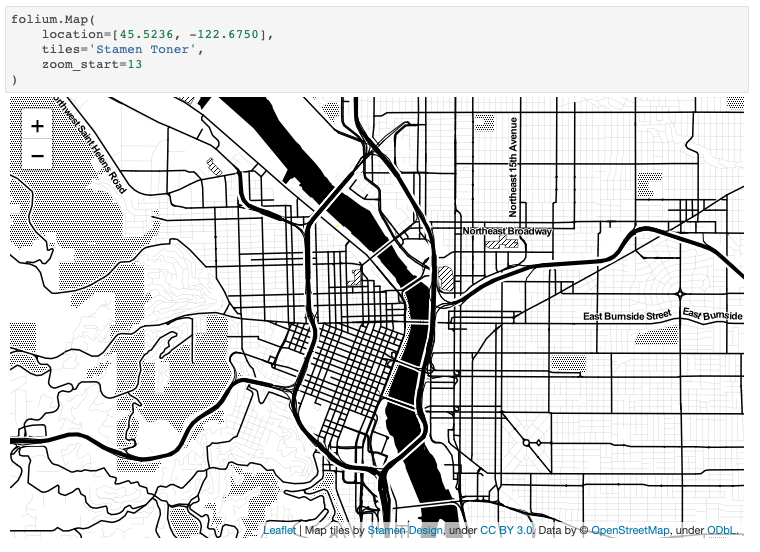 folium.Map(
    location=[45.5236, -122.6750],
    tiles='Stamen Toner',
    zoom_start=13
)
+
−
Saint Helens Road
Northeast 15th Avenue
Northeast Broadway
East Burnside Street
East Burnside
Leaflet | Map tiles by Stamen Design, under CC BY 3.0. Data by © OpenStreetMap, under ODbL.